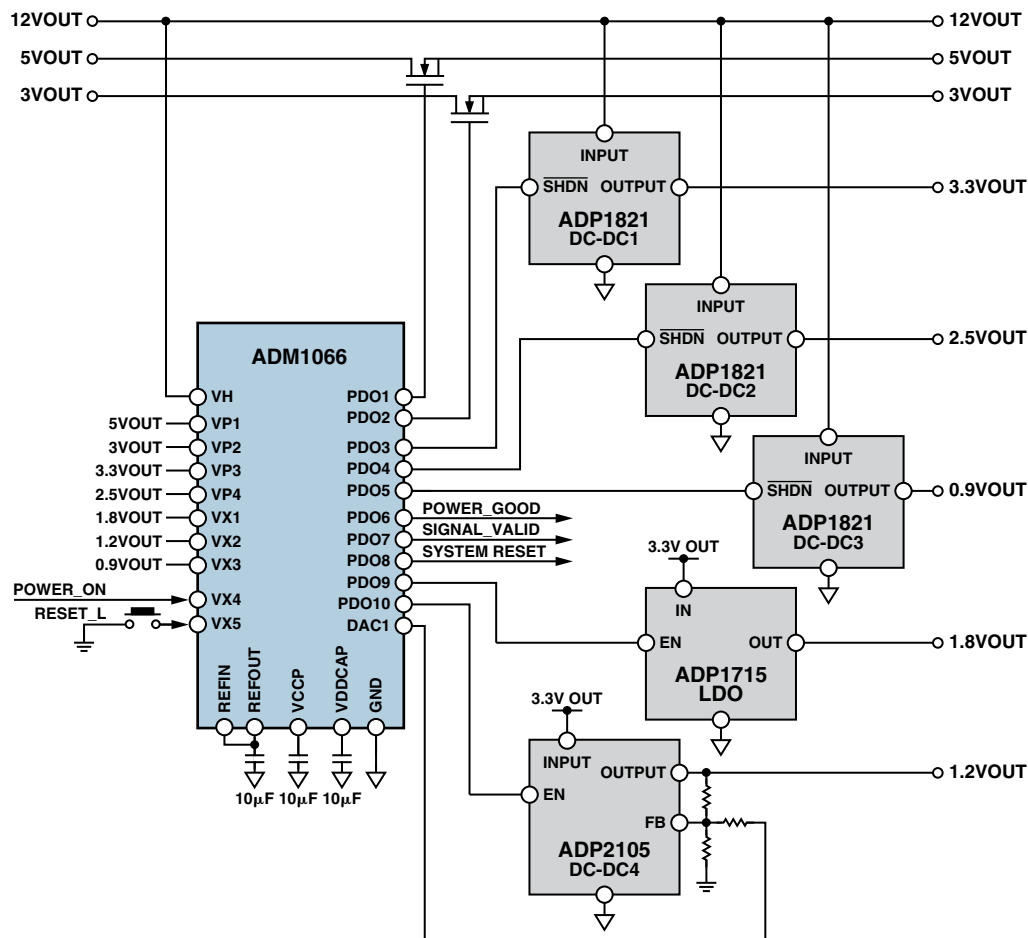 12VOUT 12VOUT
5VOUT 5VOUT
3VOUT 3VOUT
INPUT
SHDN OUTPUT 3.3VOUT
ADP1821
DC-DC1
INPUT
SHDN OUTPUT 2.5VOUT
ADP1821
DC-DC2
INPUT
SHDN OUTPUT 0.9VOUT
ADP1821
DC-DC3
ADM1066
VH PDO1
5VOUT VP1 PDO2
3VOUT VP2 PDO3
3.3VOUT VP3 PDO4
2.5VOUT VP4 PDO5
1.8VOUT VX1 PDO6 POWER_GOOD
1.2VOUT VX2 PDO7 SIGNAL_VALID
0.9VOUT VX3 PDO8 SYSTEM RESET
PDO9
POWER_ON VX4 PDO10
RESET_L VX5 DAC1
REFIN
REFOUT
VCCP
VDDCAP
GND
10μF 10μF 10μF
3.3V OUT
IN
EN OUT 1.8VOUT
ADP1715
LDO
3.3V OUT
INPUT
OUTPUT 1.2VOUT
EN
FB
ADP2105
DC-DC4